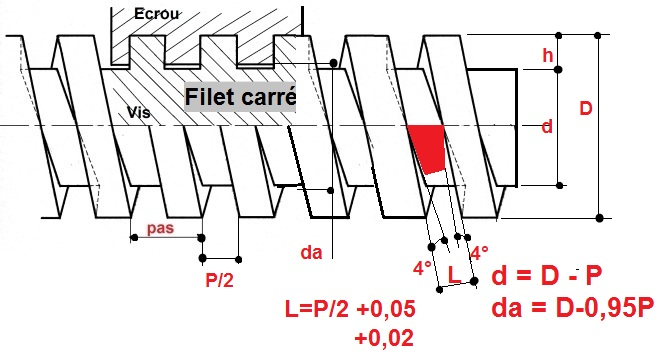 Ecrou
Filet carré
Vis
h
d
D
pas
P/2
da
4°
L
4°
d = D - P
da = D-0,95P
L=P/2 +0,05
+0,02